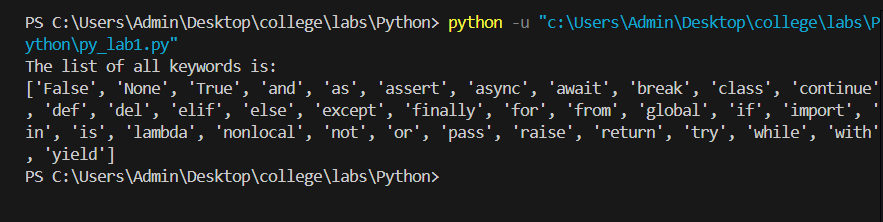 PS C:\Users\Admin\Desktop\college\labs\Python> python -u "c:\Users\Admin\Desktop\college\labs\P
ython\py_lab1.py"
The list of all keywords is:
['False', 'None', 'True', 'and', 'as', 'assert', 'async', 'await', 'break', 'class', 'continue'
, 'def', 'del', 'elif', 'else', 'except', 'finally', 'for', 'from', 'global', 'if', 'import', '
in', 'is', 'lambda', 'nonlocal', 'not', 'or', 'pass', 'raise', 'return', 'try', 'while', 'with'
, 'yield']
PS C:\Users\Admin\Desktop\college\labs\Python>